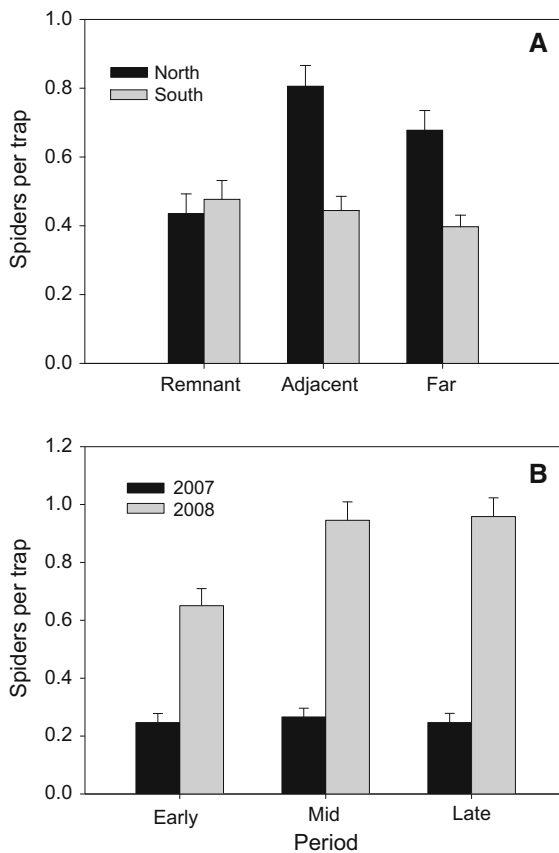 A
North
South
Spiders per trap
1.0
0.8
0.6
0.4
0.2
0.0
Remnant Adjacent Far
B
2007
2008
Spiders per trap
1.2
1.0
0.8
0.6
0.4
0.2
0.0
Early Mid Late
Period